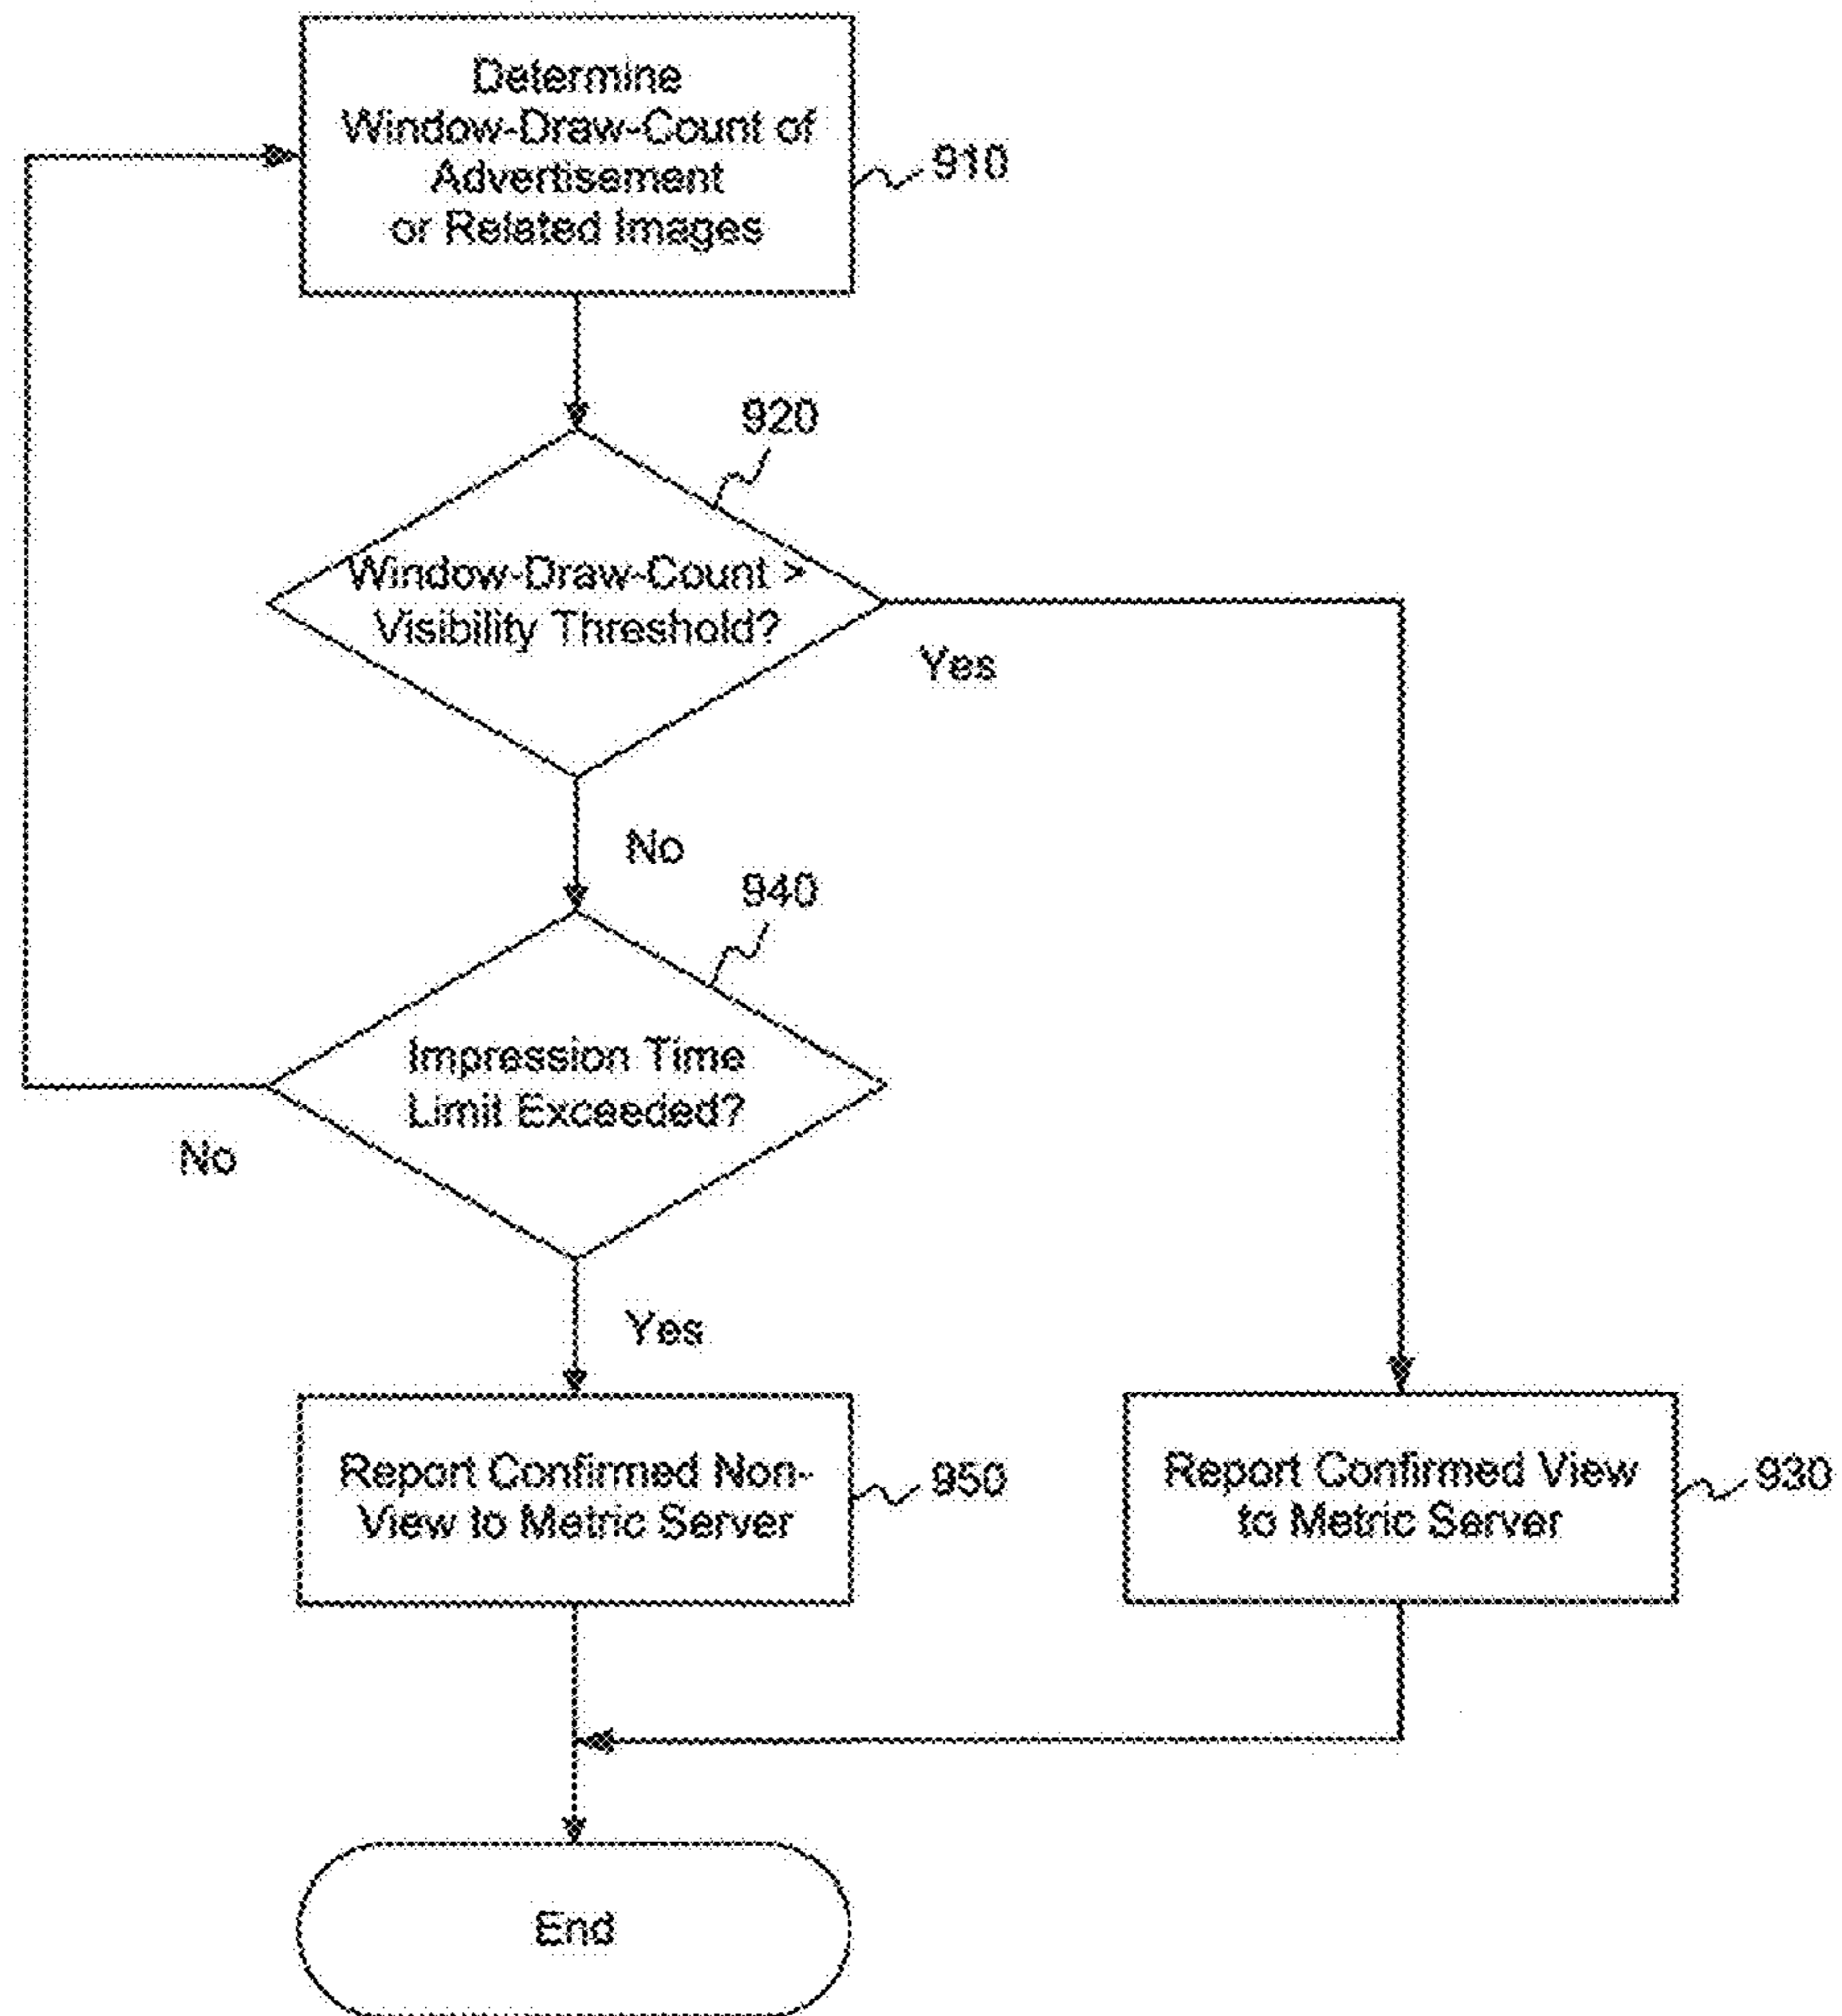 Determine
Window-Draw-Count of
Advertisement
or Related Images
910
920
Window-Draw-Count >
Visibility Threshold?
Yes
No
940
Impression Time
Limit Exceeded?
No
Yes
Report Confirmed Non-
View to Metric Server
950
Report Confirmed View
to Metric Server
930
End